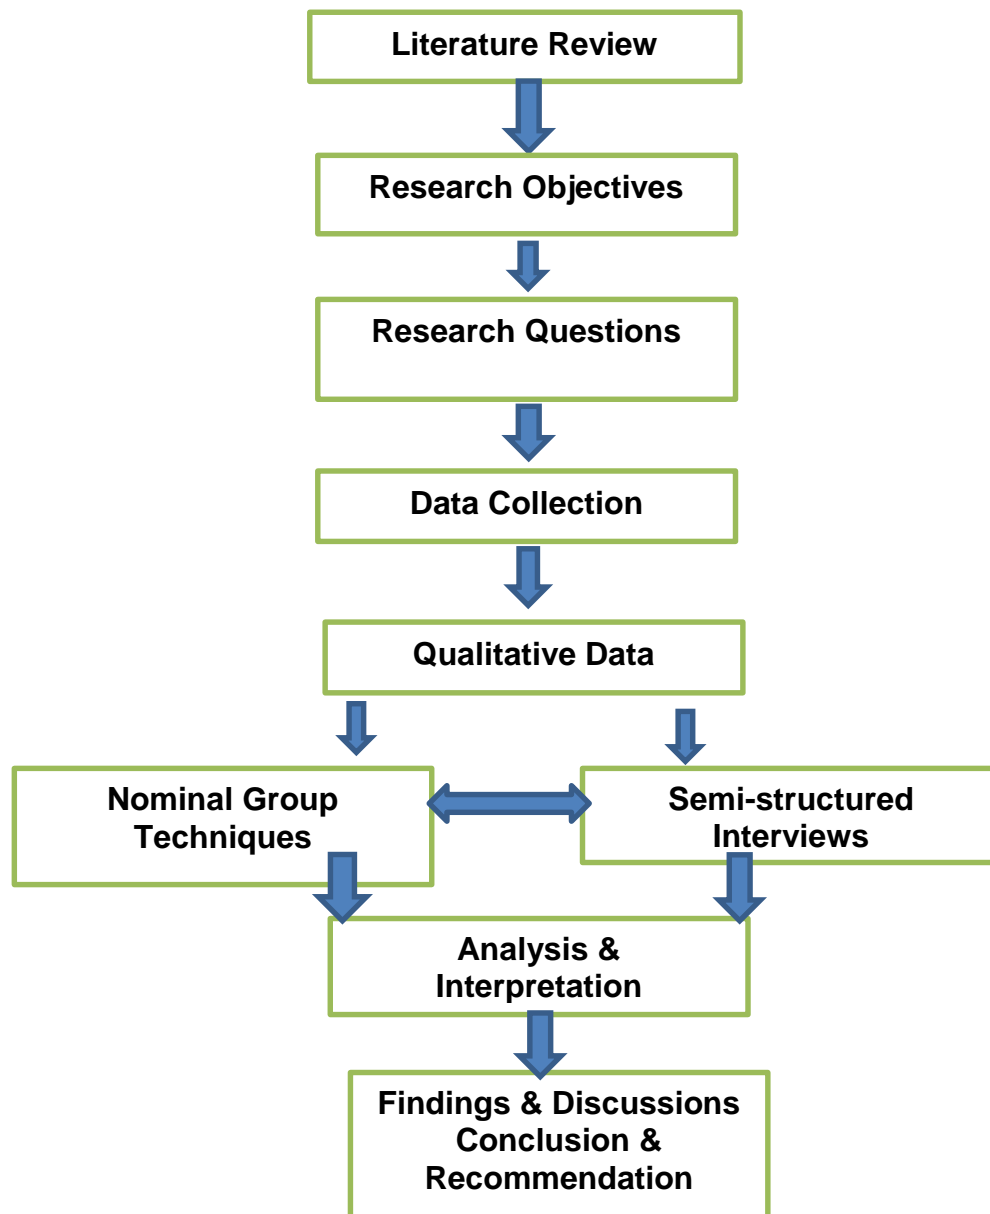 Literature Review
Research Objectives
Research Questions
Data Collection
Qualitative Data
Nominal Group
Techniques
Semi-structured
Interviews
Analysis &
Interpretation
Findings & Discussions
Conclusion &
Recommendation